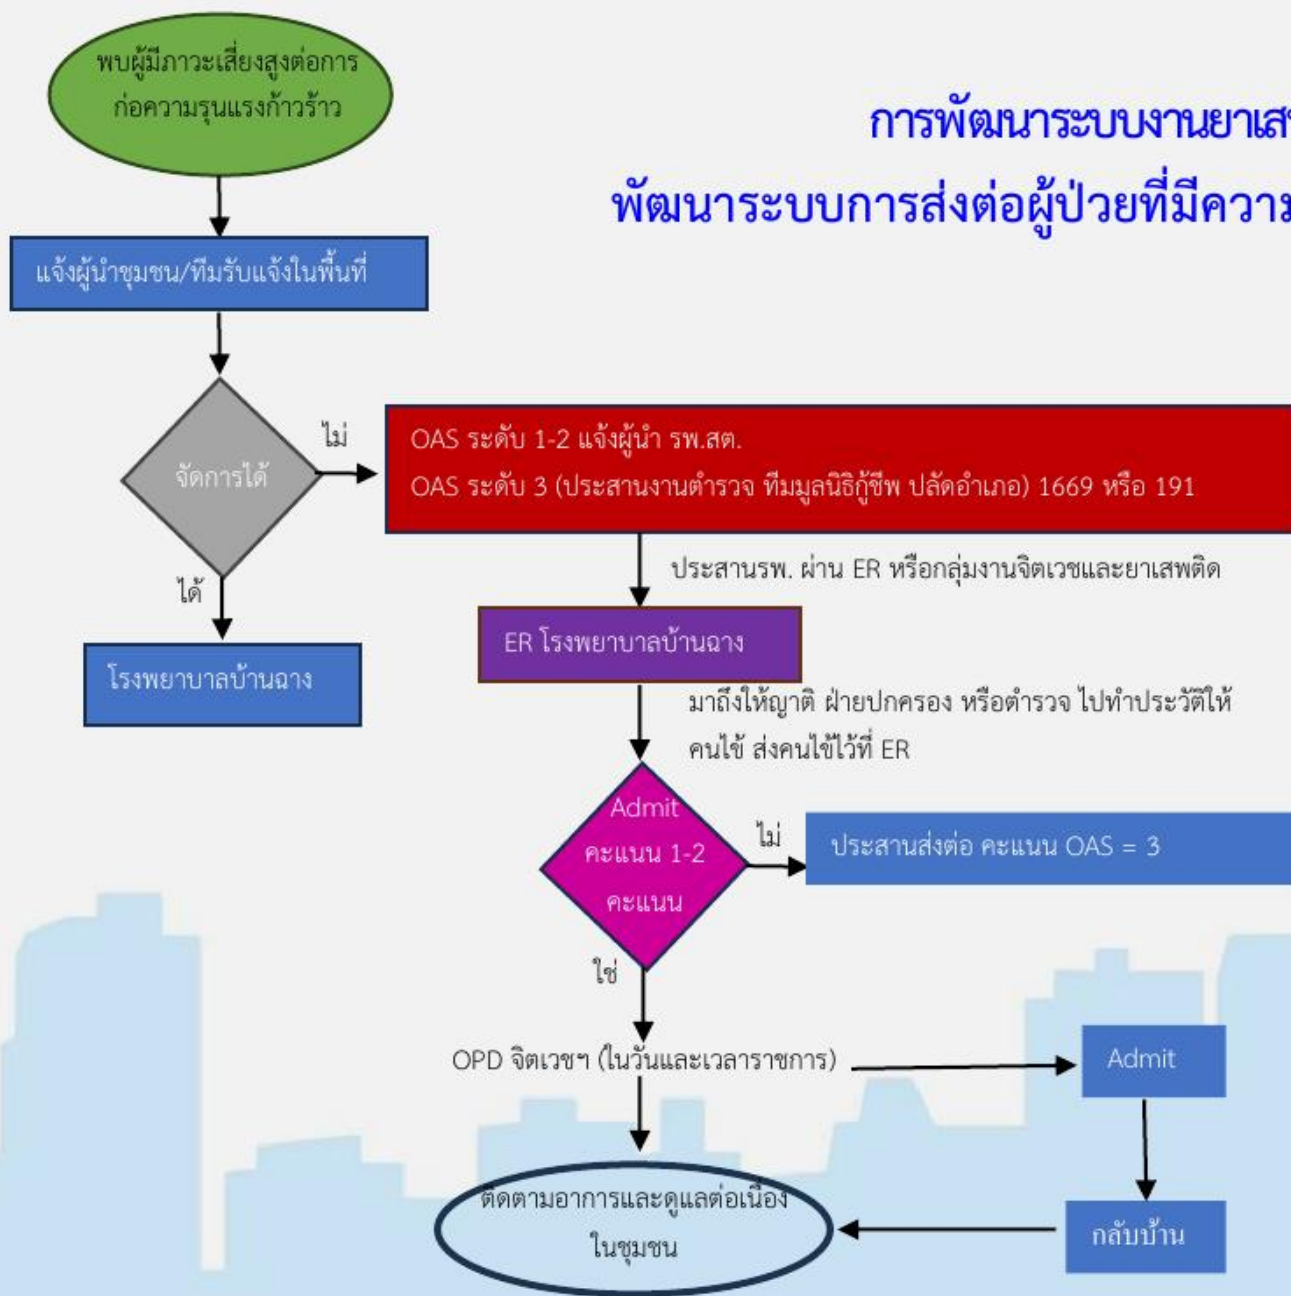 พบผู้มีภาวะเสี่ยงสูงต่อการ
ก่อความรุนแรงก้าวร้าว
การพัฒนาระบบงานยาเส
พัฒนาระบบการส่งต่อผู้ป่วยที่มีความ
แจ้งผู้นำชุมชน/ทีมรับแจ้งในพื้นที่
จัดการได้
ไม่
OAS ระดับ 1-2 แจ้งผู้นำ รพ.สต.
OAS ระดับ 3 (ประสานงานตำรวจ ทีมมูลนิธิกู้ชีพ ปลัดอำเภอ) 1669 หรือ 191
ได้
ประสานรพ. ผ่าน ER หรือกลุ่มงานจิตเวชและยาเสพติด
โรงพยาบาลบ้านฉาง
ER โรงพยาบาลบ้านฉาง
มาถึงให้ญาติ ฝ่ายปกครอง หรือตำรวจ ไปทำประวัติให้
คนไข้ ส่งคนไข้ไว้ที่ ER
Admit
คะแนน 1-2
คะแนน
ไม่
ประสานส่งต่อ คะแนน OAS = 3
ใช่
OPD จิตเวชฯ (ในวันและเวลาราชการ)
Admit
ติดตามอาการและดูแลต่อเนื่อง
ในชุมชน
กลับบ้าน